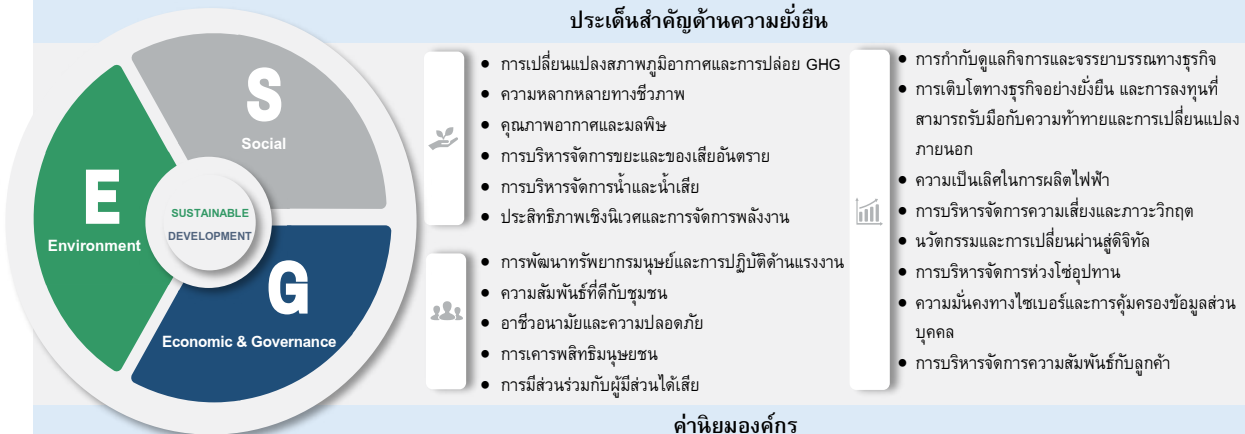 ประเด็นสำคัญด้านความยั่งยืน
S
Social
E
Environment
SUSTAINABLE
DEVELOPMENT
G
Economic & Governance
● การเปลี่ยนแปลงสภาพภูมิอากาศและการปล่อย GHG
● ความหลากหลายทางชีวภาพ
● คุณภาพอากาศและมลพิษ
● การบริหารจัดการขยะและของเสียอันตราย
● การบริหารจัดการน้ำและน้ำเสีย
● ประสิทธิภาพเชิงนิเวศและการจัดการพลังงาน
● การพัฒนาทรัพยากรมนุษย์และการปฏิบัติด้านแรงงาน
● ความสัมพันธ์ที่ดีกับชุมชน
● อาชีวอนามัยและความปลอดภัย
● การเคารพสิทธิมนุษยชน
● การมีส่วนร่วมกับผู้มีส่วนได้เสีย
● การกำกับดูแลกิจการและจรรยาบรรณทางธุรกิจ
● การเติบโตทางธุรกิจอย่างยั่งยืน และการลงทุนที่
สามารถรับมือกับความท้าทายและการเปลี่ยนแปลง
ภายนอก
● ความเป็นเลิศในการผลิตไฟฟ้า
● การบริหารจัดการความเสี่ยงและภาวะวิกฤต
● นวัตกรรมและการเปลี่ยนผ่านสู่ดิจิทัล
● การบริหารจัดการห่วงโซ่อุปทาน
● ความมั่นคงทางไซเบอร์และการคุ้มครองข้อมูลส่วน
บุคคล
● การบริหารจัดการความสัมพันธ์กับลูกค้า
ค่านิยมองค์กร